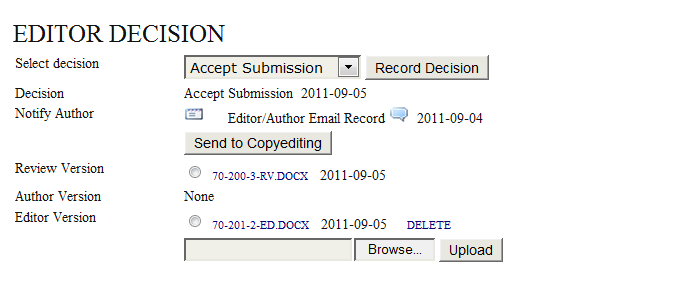 EDITOR DECISION
Select decision Accept Submission Record Decision
Decision Accept Submission 2011-09-05
Notify Author Editor/Author Email Record 2011-09-04
Send to Copyediting
Review Version 70-200-3-RV.DOCX 2011-09-05
Author Version None
Editor Version 70-201-2-ED.DOCX 2011-09-05 DELETE
Browse... Upload